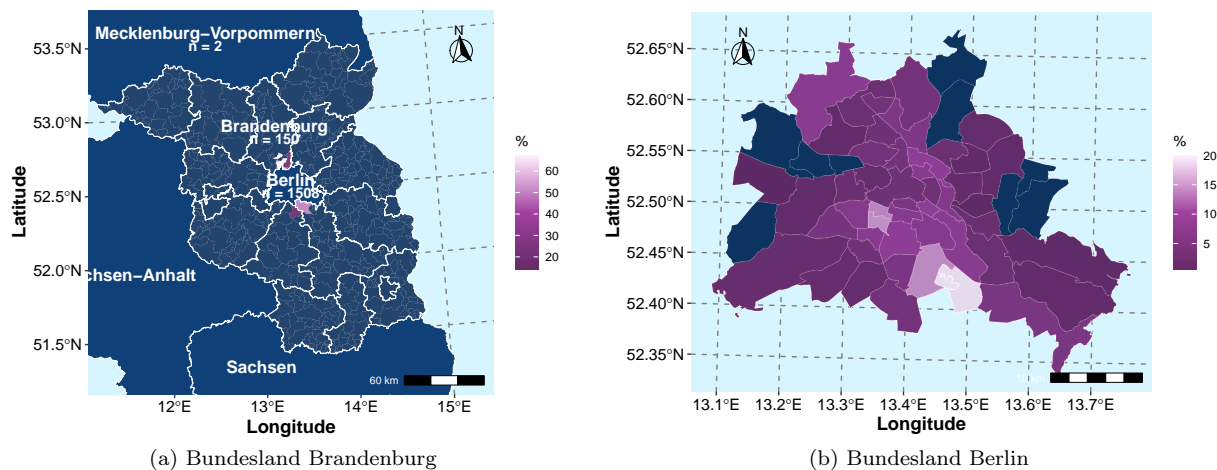 Mecklenburg−Vorpommern
n = 2
Brandenburg
n = 150
Berlin
n = 1508
chsen−Anhalt
Sachsen
60 km
N
53.5°N
53.0°N
52.5°N
52.0°N
51.5°N
Latitude
12°E 13°E 14°E 15°E
Longitude
%
60
50
40
30
20
(a) Bundesland Brandenburg
N
52.65°N
52.60°N
52.55°N
52.50°N
52.45°N
52.40°N
52.35°N
Latitude
13.1°E 13.2°E 13.3°E 13.4°E 13.5°E 13.6°E 13.7°E
Longitude
%
20
15
10
5
(b) Bundesland Berlin